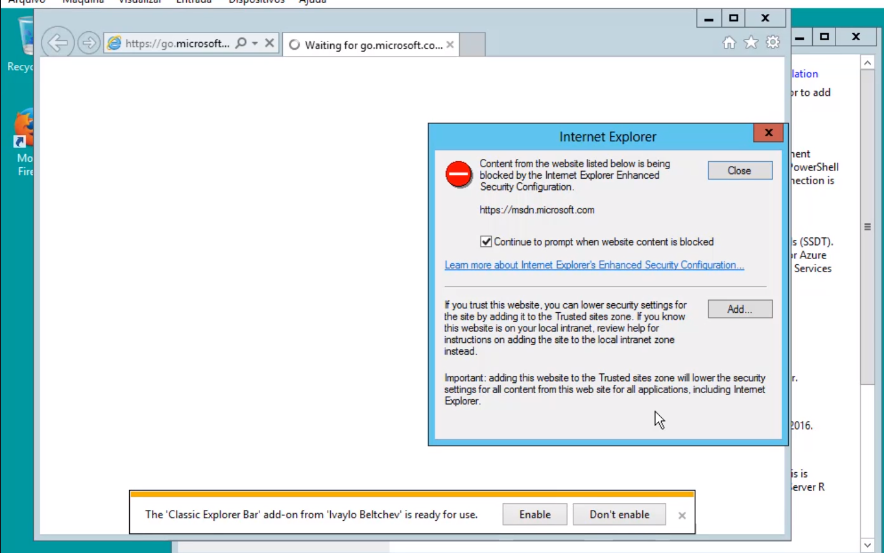 Arquivo Máquina Visualizar Entrada Dispositivos Ajuda
https://go.microsoft...
Waiting for go.microsoft.co...
Recyc
Mo
Fire
Internet Explorer
Content from the website listed below is being
blocked by the Internet Explorer Enhanced
Security Configuration.
Close
https://msdn.microsoft.com
Continue to prompt when website content is blocked
Learn more about Internet Explorer's Enhanced Security Configuration...
If you trust this website, you can lower security settings for
the site by adding it to the Trusted sites zone. If you know
this website is on your local intranet, review help for
instructions on adding the site to the local intranet zone
instead.
Add...
Important: adding this website to the Trusted sites zone will lower the security
settings for all content from this web site for all applications, including Internet
Explorer.
The 'Classic Explorer Bar' add-on from 'Ivaylo Beltchev' is ready for use.
Enable
Don't enable
lation
or to add
ment
PowerShell
nection is
s (SSDT).
or Azure
Services
r.
2016.
is is
erver R